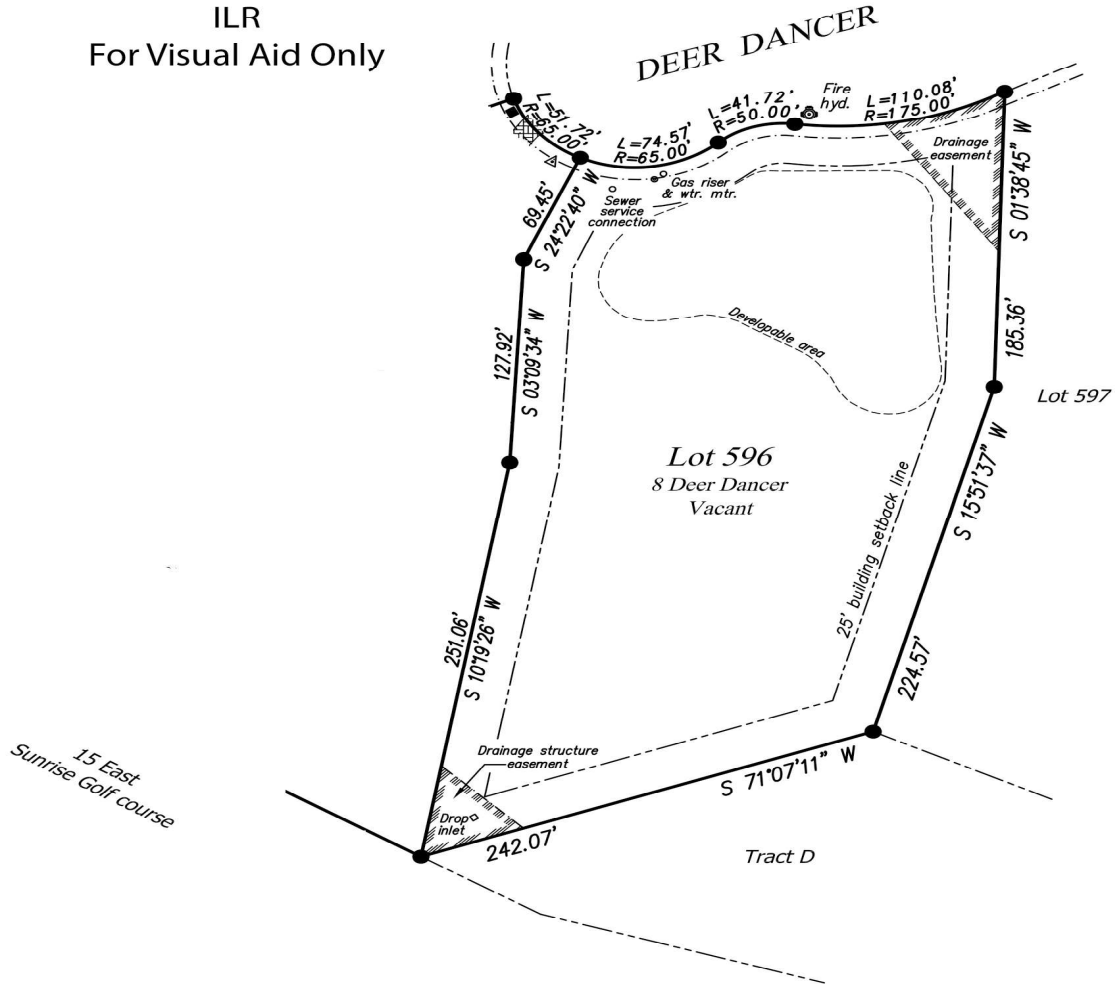 ILR
For Visual Aid Only
DEER DANCER
L=51.72'
R=65.00'
L=74.57'
R=65.00'
L=41.72'
R=50.00'
Fire
hyd.
L=110.08'
R=175.00'
Drainage
easement
S 01°38'45" W
185.36'
69.45'
S 24°22'40" W
Sewer
service
connection
Gas riser
& wtr. mtr.
127.92'
S 03°09'34" W
Developable area
Lot 597
Lot 596
8 Deer Dancer
Vacant
S 15°51'37" W
224.57'
25' building setback line
251.06'
S 10°19'26" W
15 East
Sunrise Golf course
Drainage structure
easement
Drop
inlet
242.07'
S 71°07'11" W
Tract D